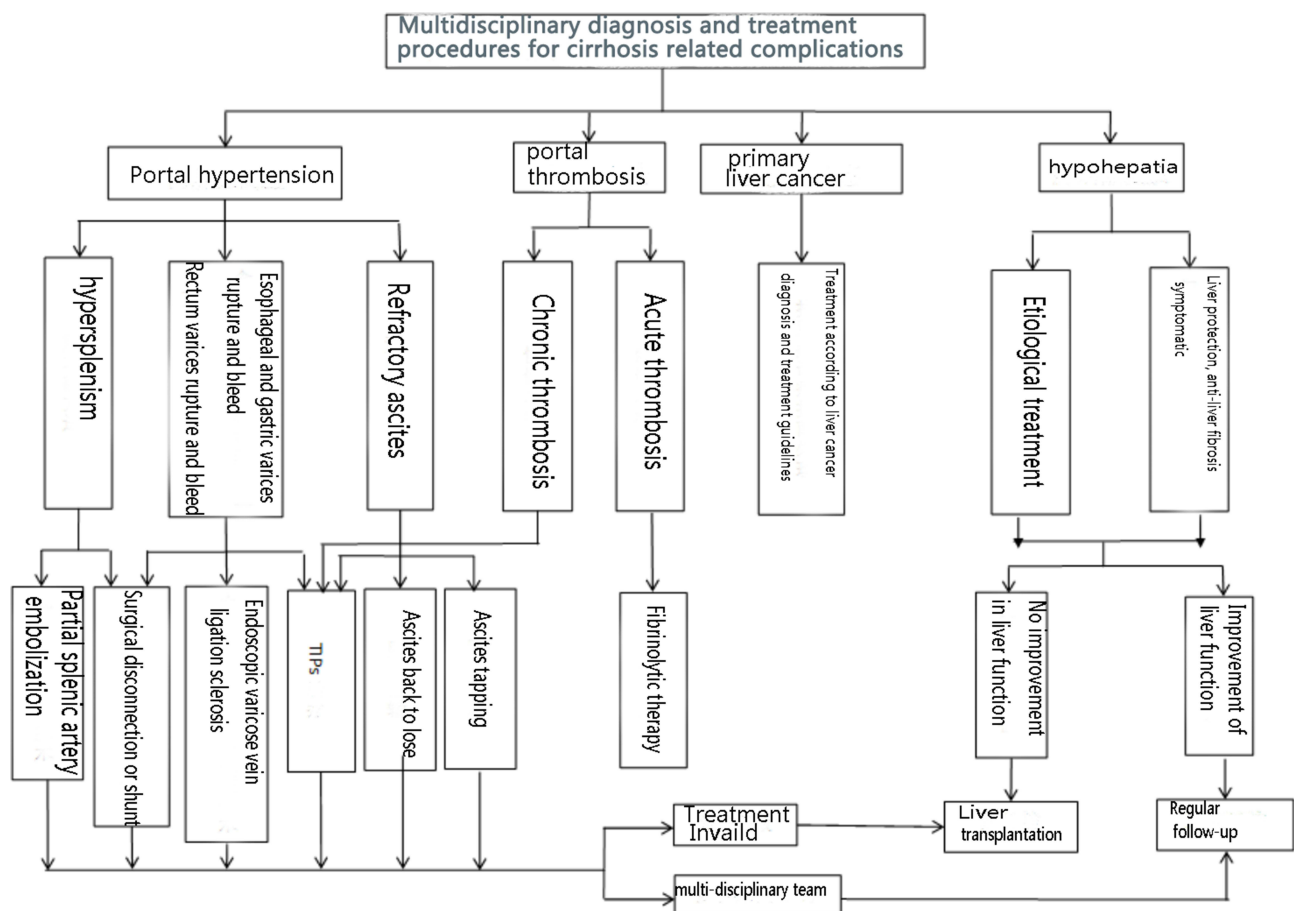 Multidisciplinary diagnosis and treatment
procedures for cirrhosis related complications
Portal hypertension
portal
thrombosis
primary
liver cancer
hypohepatia
hypersplenism
Esophageal and gastric varices
rupture and bleed
Rectum varices rupture and bleed
Refractory ascites
Chronic thrombosis
Acute thrombosis
Treatment according to liver cancer
diagnosis and treatment guidelines
Etiological treatment
Liver protection, anti-liver fibrosis
symptomatic
Partial splenic artery
embolization
Surgical disconnection or shunt
Endoscopic varicose vein
ligation sclerosis
TIPs
Ascites back to lose
Ascites tapping
Fibrinolytic therapy
No improvement
in liver function
Improvement of
liver function
Treatment
Invaild
Liver
transplantation
Regular
follow-up
multi-disciplinary team